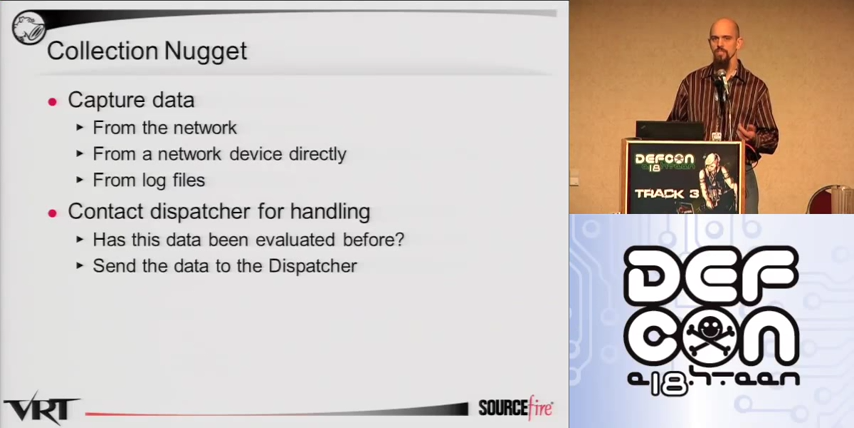 Collection Nugget
Capture data
From the network
From a network device directly
From log files
Contact dispatcher for handling
Has this data been evaluated before?
Send the data to the Dispatcher
VRT
SOURCEfire
DEFCON
18
TRACK 3
DEF
CON
e18h-teen